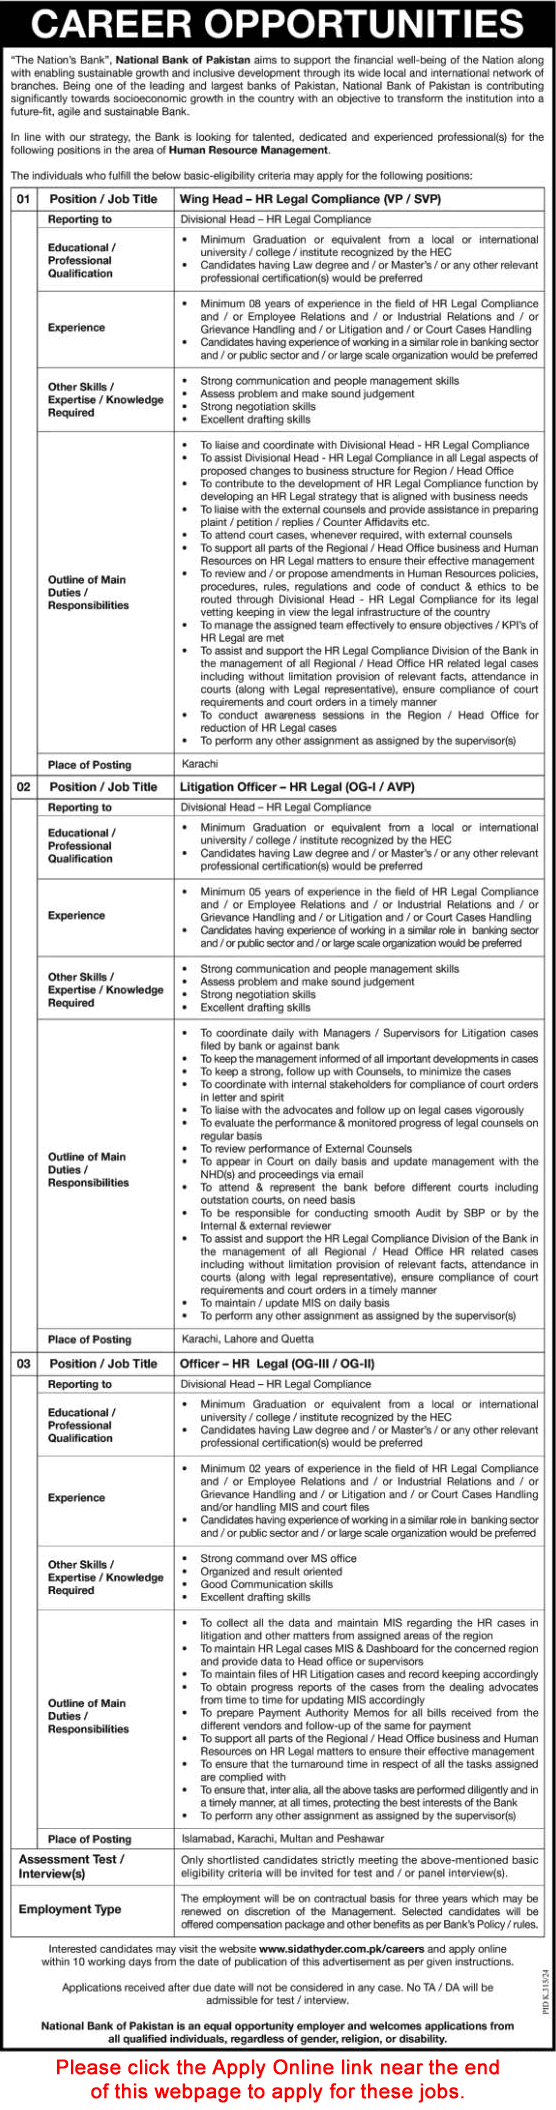 CAREER OPPORTUNITIES
"The Nation's Bank", National Bank of Pakistan aims to support the financial well-being of the Nation along
with enabling sustainable growth and inclusive development through its wide local and international network of
branches. Being one of the leading and largest banks of Pakistan, National Bank of Pakistan is contributing
significantly towards socioeconomic growth in the country with an objective to transform the institution into a
future-fit, agile and sustainable Bank.
In line with our strategy, the Bank is looking for talented, dedicated and experienced professional(s) for the
following positions in the area of Human Resource Management.
The individuals who fulfill the below basic-eligibility criteria may apply for the following positions:
01 Position / Job Title Wing Head – HR Legal Compliance (VP / SVP)
Reporting to Divisional Head – HR Legal Compliance
Educational /
Professional
Qualification
• Minimum Graduation or equivalent from a local or international
university / college / institute recognized by the HEC
• Candidates having Law degree and / or Master's / or any other relevant
professional certification(s) would be preferred
Experience
• Minimum 08 years of experience in the field of HR Legal Compliance
and / or Employee Relations and / or Industrial Relations and / or
Grievance Handling and / or Litigation and / or Court Cases Handling
• Candidates having experience of working in a similar role in banking sector
and / or public sector and / or large scale organization would be preferred
Other Skills /
Expertise / Knowledge
Required
• Strong communication and people management skills
• Assess problem and make sound judgement
• Strong negotiation skills
• Excellent drafting skills
Outline of Main
Duties /
Responsibilities
• To liaise and coordinate with Divisional Head - HR Legal Compliance
• To assist Divisional Head - HR Legal Compliance in all Legal aspects of
proposed changes to business structure for Region / Head Office
• To contribute to the development of HR Legal Compliance function by
developing an HR Legal strategy that is aligned with business needs
• To liaise with the external counsels and provide assistance in preparing
plaint / petition / replies / Counter Affidavits etc.
• To attend court cases, whenever required, with external counsels
• To support all parts of the Regional / Head Office business and Human
Resources on HR Legal matters to ensure their effective management
• To review and / or propose amendments in Human Resources policies,
procedures, rules, regulations and code of conduct & ethics to be
routed through Divisional Head - HR Legal Compliance for its legal
vetting keeping in view the legal infrastructure of the country
• To manage the assigned team effectively to ensure objectives / KPI's of
HR Legal are met
• To assist and support the HR Legal Compliance Division of the Bank in
the management of all Regional / Head Office HR related legal cases
including without limitation provision of relevant facts, attendance in
courts (along with Legal representative), ensure compliance of court
requirements and court orders in a timely manner
• To conduct awareness sessions in the Region / Head Office for
reduction of HR Legal cases
• To perform any other assignment as assigned by the supervisor(s)
Place of Posting Karachi
02 Position / Job Title Litigation Officer – HR Legal (OG-I / AVP)
Reporting to Divisional Head – HR Legal Compliance
Educational /
Professional
Qualification
• Minimum Graduation or equivalent from a local or international
university / college / institute recognized by the HEC
• Candidates having Law degree and / or Master's / or any other relevant
professional certification(s) would be preferred
Experience
• Minimum 05 years of experience in the field of HR Legal Compliance
and / or Employee Relations and / or Industrial Relations and / or
Grievance Handling and / or Litigation and / or Court Cases Handling
• Candidates having experience of working in a similar role in banking sector
and / or public sector and / or large scale organization would be preferred
Other Skills /
Expertise / Knowledge
Required
• Strong communication and people management skills
• Assess problem and make sound judgement
• Strong negotiation skills
• Excellent drafting skills
Outline of Main
Duties /
Responsibilities
• To coordinate daily with Managers / Supervisors for Litigation cases
filed by bank or against bank
• To keep the management informed of all important developments in cases
• To keep a strong, follow up with Counsels, to minimize the cases
• To coordinate with internal stakeholders for compliance of court orders
in letter and spirit
• To liaise with the advocates and follow up on legal cases vigorously
• To evaluate the performance & monitored progress of legal counsels on
regular basis
• To review performance of External Counsels
• To appear in Court on daily basis and update management with the
NHD(s) and proceedings via email
• To attend & represent the bank before different courts including
outstation courts, on need basis
• To be responsible for conducting smooth Audit by SBP or by the
Internal & external reviewer
• To assist and support the HR Legal Compliance Division of the Bank in
the management of all Regional / Head Office HR related cases
including without limitation provision of relevant facts, attendance in
courts (along with legal representative), ensure compliance of court
requirements and court orders in a timely manner
• To maintain / update MIS on daily basis
• To perform any other assignment as assigned by the supervisor(s)
Place of Posting Karachi, Lahore and Quetta
03 Position / Job Title Officer – HR Legal (OG-III / OG-II)
Reporting to Divisional Head – HR Legal Compliance
Educational /
Professional
Qualification
• Minimum Graduation or equivalent from a local or international
university / college / institute recognized by the HEC
• Candidates having Law degree and / or Master's / or any other relevant
professional certification(s) would be preferred
Experience
• Minimum 02 years of experience in the field of HR Legal Compliance
and / or Employee Relations and / or Industrial Relations and / or
Grievance Handling and / or Litigation and / or Court Cases Handling
and/or handling MIS and court files
• Candidates having experience of working in a similar role in banking sector
and / or public sector and / or large scale organization would be preferred
Other Skills /
Expertise / Knowledge
Required
• Strong command over MS office
• Organized and result oriented
• Good Communication skills
• Excellent drafting skills
Outline of Main
Duties /
Responsibilities
• To collect all the data and maintain MIS regarding the HR cases in
litigation and other matters from assigned areas of the region
• To maintain HR Legal cases MIS & Dashboard for the concerned region
and provide data to Head office or supervisors
• To maintain files of HR Litigation cases and record keeping accordingly
• To obtain progress reports of the cases from the dealing advocates
from time to time for updating MIS accordingly
• To prepare Payment Authority Memos for all bills received from the
different vendors and follow-up of the same for payment
• To support all parts of the Regional / Head Office business and Human
Resources on HR Legal matters to ensure their effective management
• To ensure that the turnaround time in respect of all the tasks assigned
are complied with
• To ensure that, inter alia, all the above tasks are performed diligently and in
a timely manner, at all times, protecting the best interests of the Bank
• To perform any other assignment as assigned by the supervisor(s)
Place of Posting Islamabad, Karachi, Multan and Peshawar
Assessment Test /
Interview(s)
Only shortlisted candidates strictly meeting the above-mentioned basic
eligibility criteria will be invited for test and / or panel interview(s).
Employment Type
The employment will be on contractual basis for three years which may be
renewed on discretion of the Management. Selected candidates will be
offered compensation package and other benefits as per Bank's Policy / rules.
Interested candidates may visit the website www.sidathyder.com.pk/careers and apply online
within 10 working days from the date of publication of this advertisement as per given instructions.
Applications received after due date will not be considered in any case. No TA / DA will be
admissible for test / interview.
National Bank of Pakistan is an equal opportunity employer and welcomes applications from
all qualified individuals, regardless of gender, religion, or disability.
PID K.315/24
Please click the Apply Online link near the end
of this webpage to apply for these jobs.